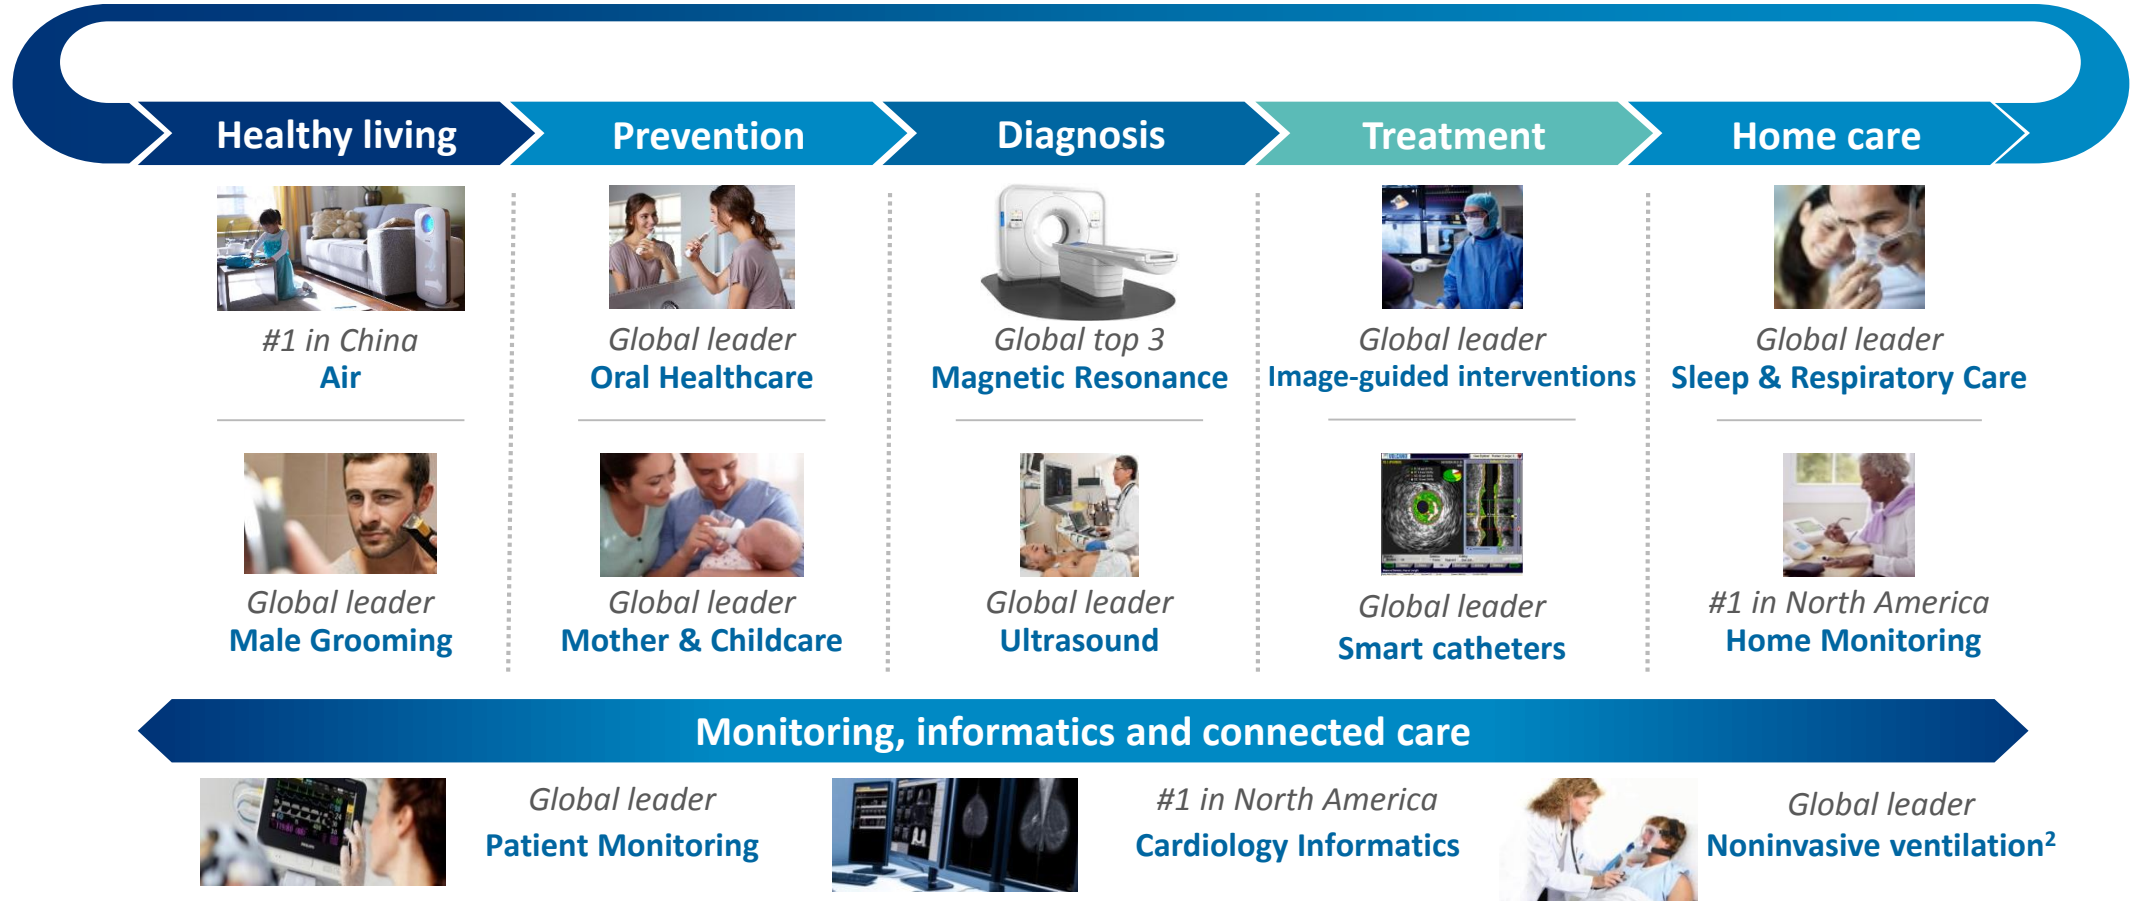 Healthy living
Prevention
Diagnosis
Treatment
Home care
#1 in China
Air
Global leader
Oral Healthcare
Global top 3
Magnetic Resonance
Global leader
Image-guided interventions
Global leader
Sleep & Respiratory Care
Global leader
Male Grooming
Global leader
Mother & Childcare
Global leader
Ultrasound
Global leader
Smart catheters
#1 in North America
Home Monitoring
Monitoring, informatics and connected care
Global leader
Patient Monitoring
#1 in North America
Cardiology Informatics
Global leader
Noninvasive ventilation²